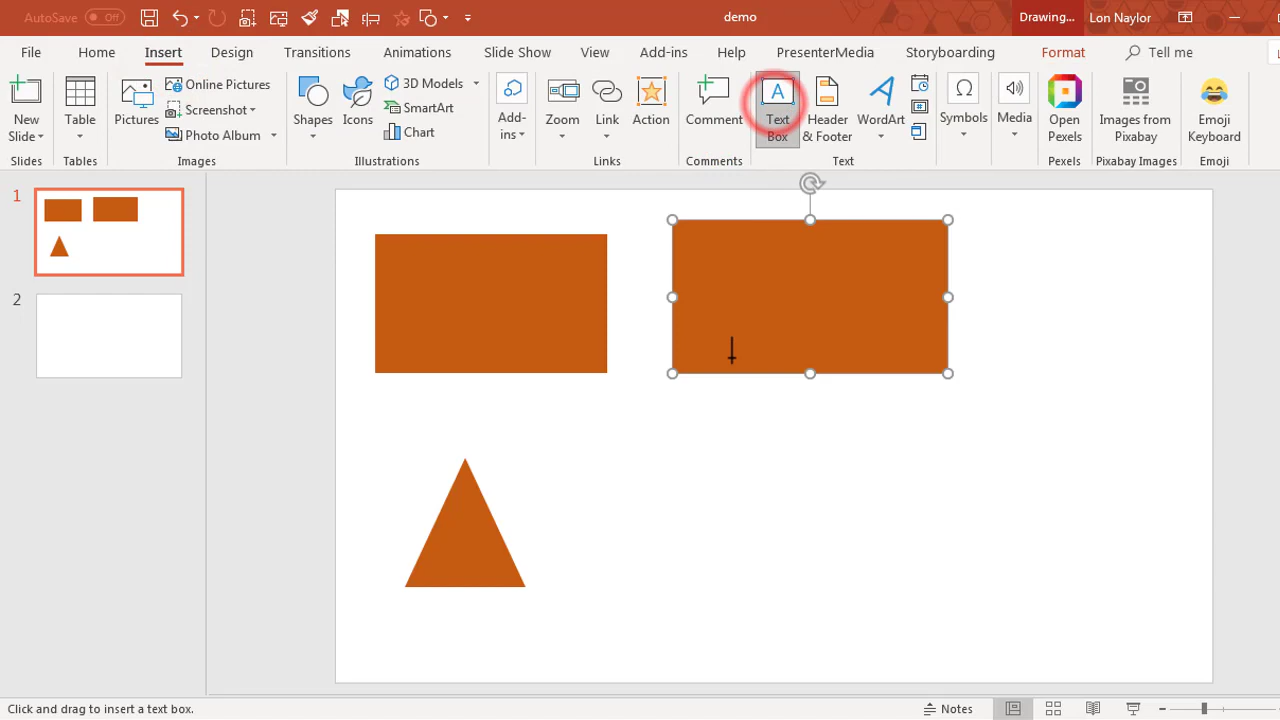 AutoSave Off demo Drawing... Lon Naylor
File Home Insert Design Transitions Animations Slide Show View Add-ins Help PresenterMedia Storyboarding Format Tell me
New Slide
Table
Pictures
Online Pictures
Screenshot
Photo Album
Shapes
Icons
3D Models
SmartArt
Chart
Add-ins
Zoom
Link
Action
Comment
Text Box
Header & Footer
WordArt
Symbols
Media
Open Pexels
Images from Pixabay
Emoji Keyboard
Slides Tables Images Illustrations Links Comments Text Pexels Pixabay Images Emoji
1
2
Click and drag to insert a text box. Notes